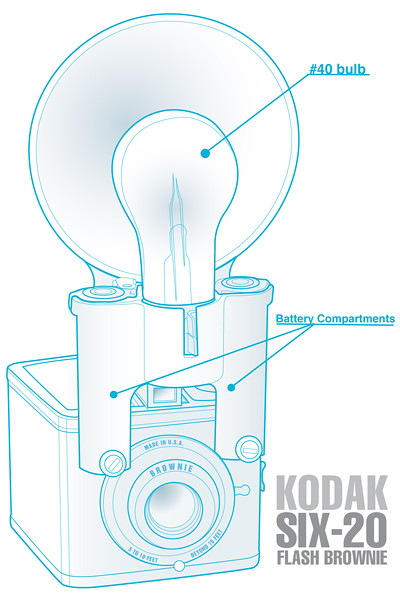 #40 bulb
Battery Compartments
MADE IN U.S.A.
BROWNIE
5 TO 10 FEET
BEYOND 10 FEET
KODAK
SIX-20
FLASH BROWNIE